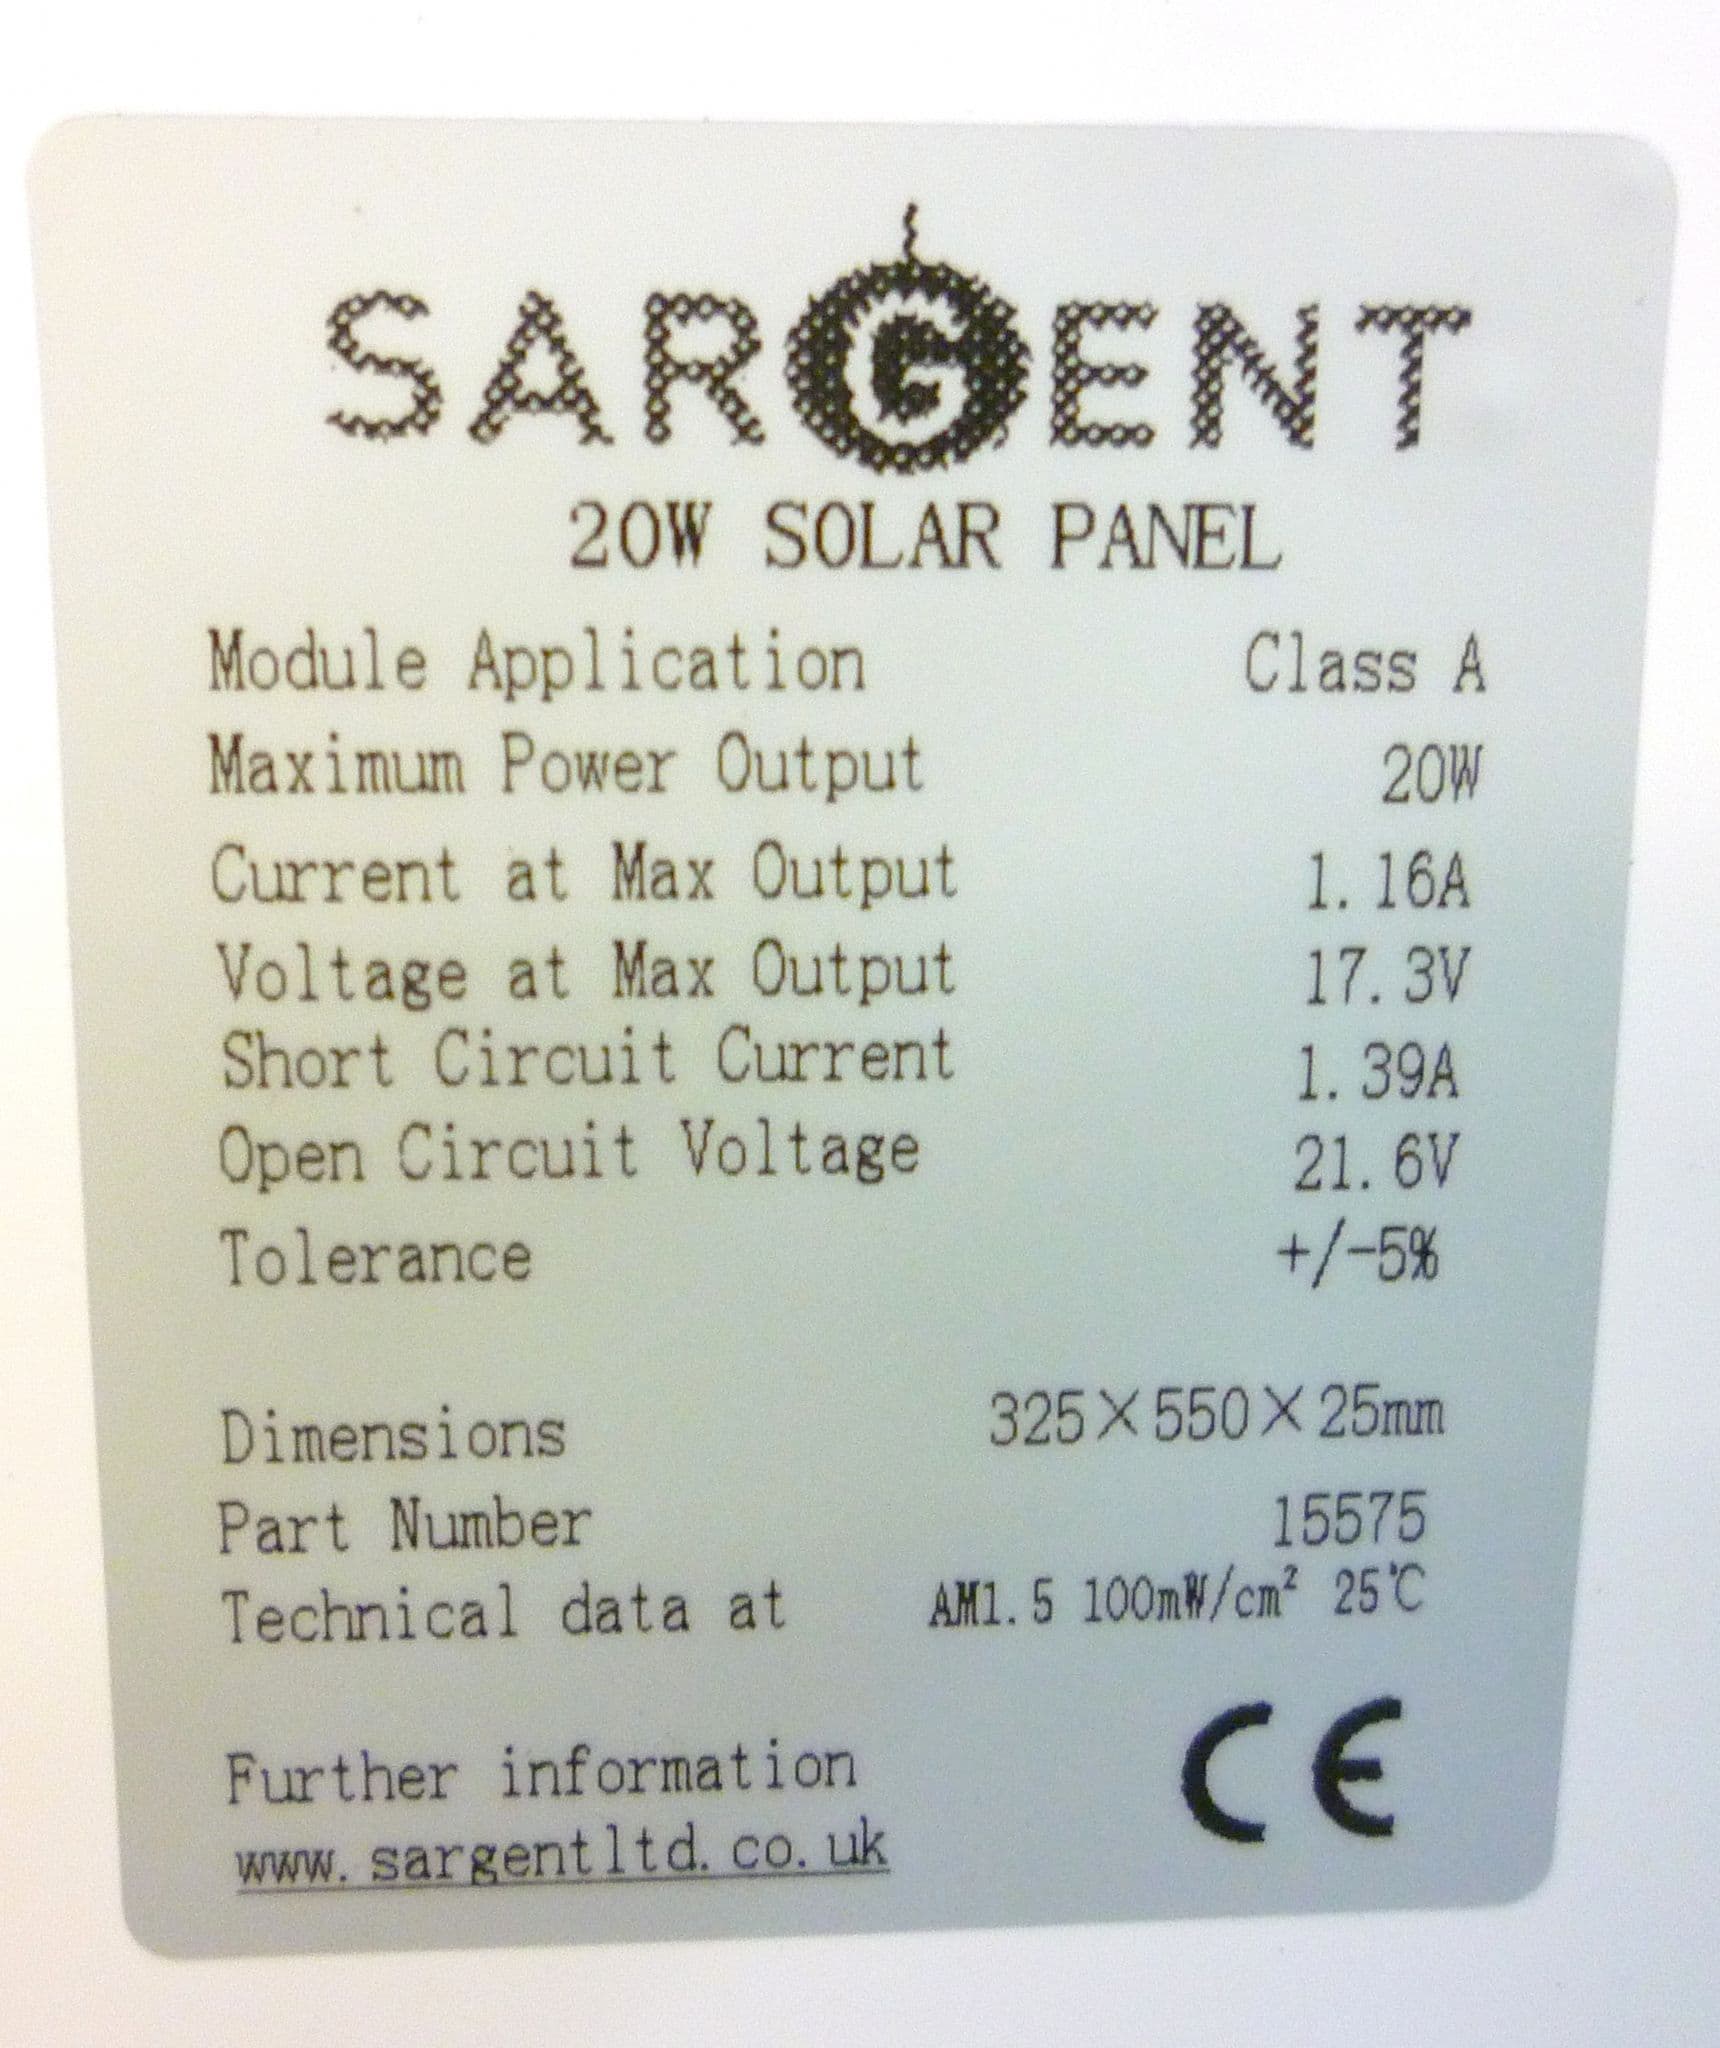 SARGENT
20W SOLAR PANEL
Module Application Class A
Maximum Power Output 20W
Current at Max Output 1.16A
Voltage at Max Output 17.3V
Short Circuit Current 1.39A
Open Circuit Voltage 21.6V
Tolerance +/-5%
Dimensions 325×550×25mm
Part Number 15575
Technical data at AM1.5 100mW/cm² 25℃
Further information
www.sargentltd.co.uk
CE